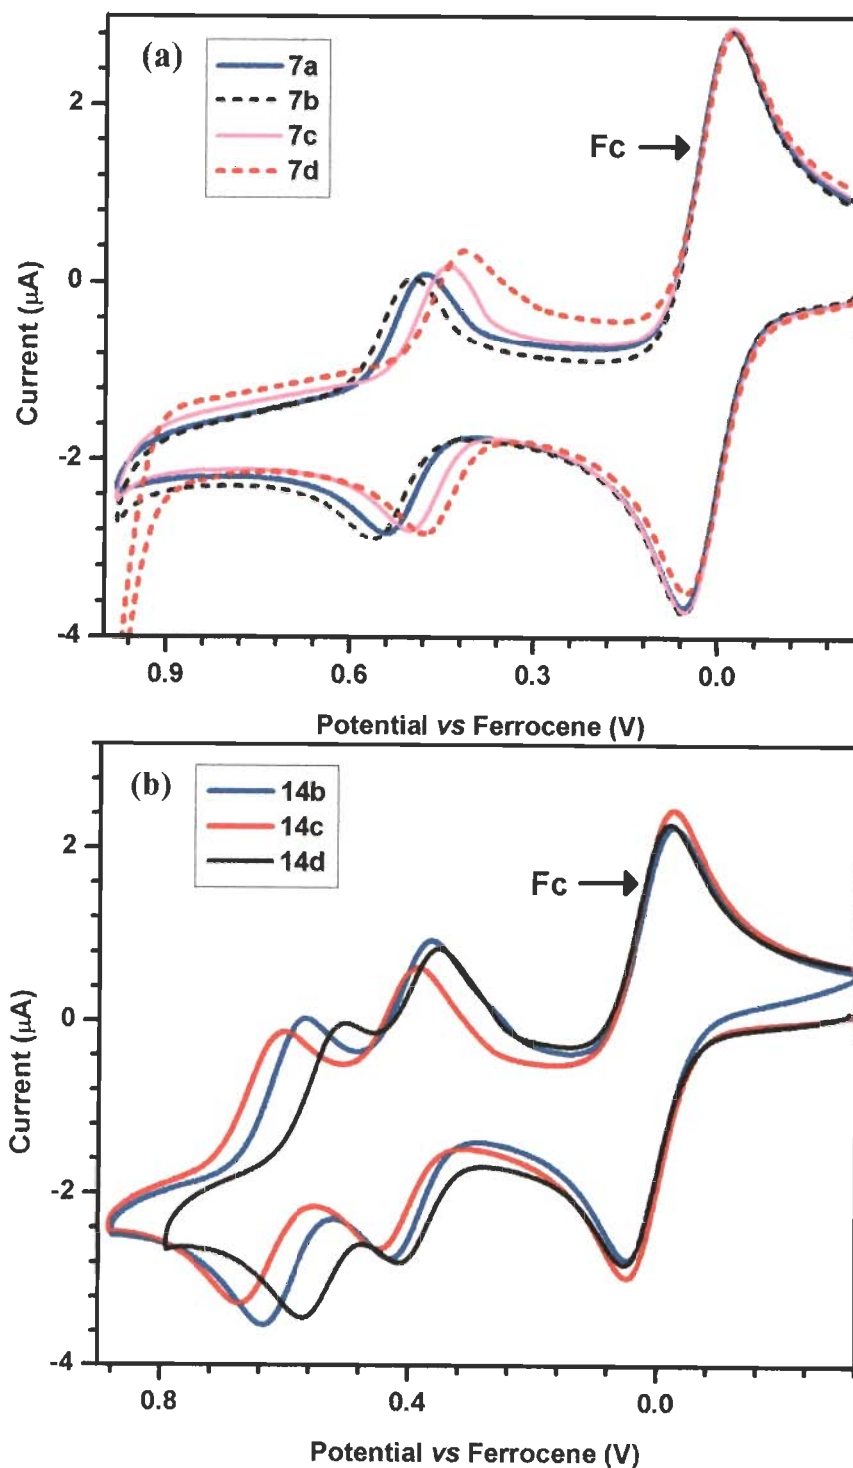 (a)
7a
7b
7c
7d
Fc
2
0
-2
-4
Current (μA)
0.9 0.6 0.3 0.0
Potential vs Ferrocene (V)
(b)
14b
14c
14d
Fc
2
0
-2
-4
Current (μA)
0.8 0.4 0.0
Potential vs Ferrocene (V)